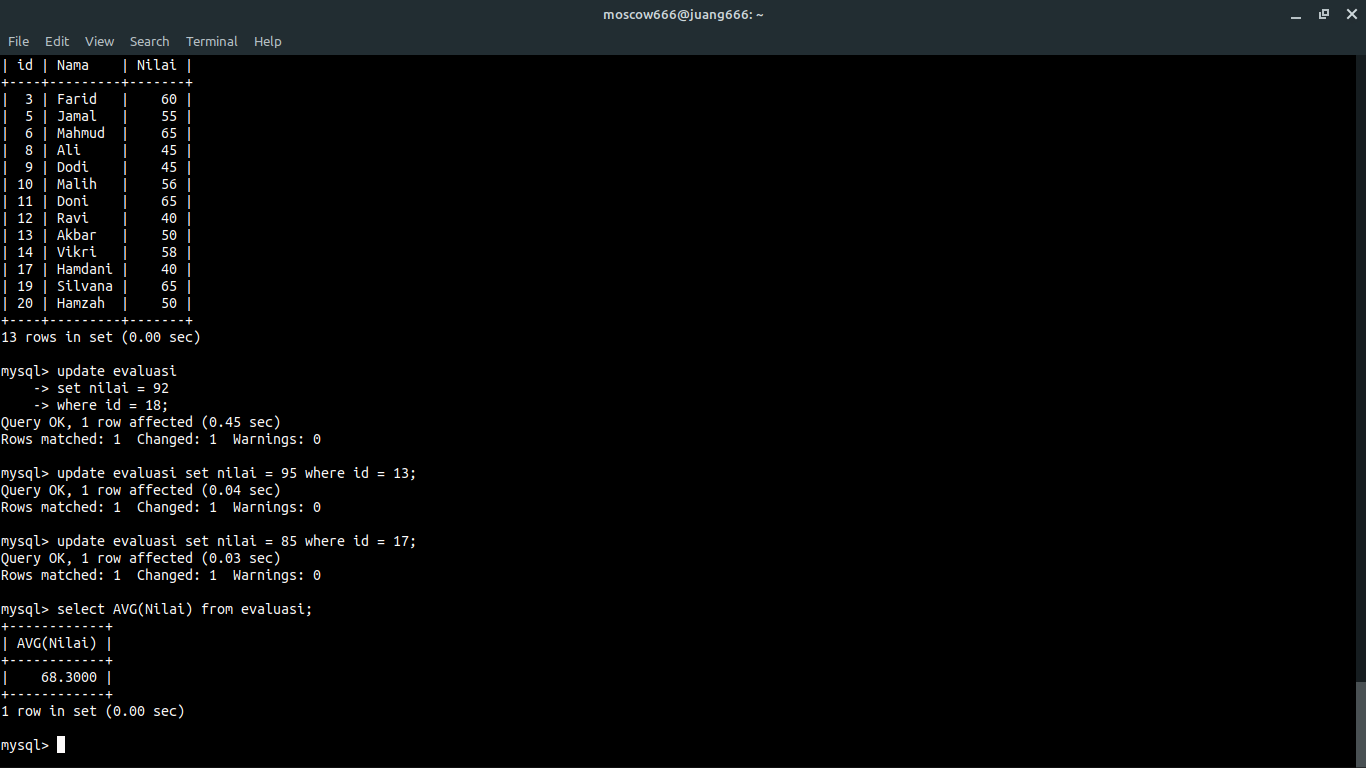 moscow666@juang666: ~
File Edit View Search Terminal Help
| id | Nama    | Nilai |
+----+---------+-------+
|  3 | Farid   |    60 |
|  5 | Jamal   |    55 |
|  6 | Mahmud  |    65 |
|  8 | Ali     |    45 |
|  9 | Dodi    |    45 |
| 10 | Malih   |    56 |
| 11 | Doni    |    65 |
| 12 | Ravi    |    40 |
| 13 | Akbar   |    50 |
| 14 | Vikri   |    58 |
| 17 | Hamdani |    40 |
| 19 | Silvana |    65 |
| 20 | Hamzah  |    50 |
+----+---------+-------+
13 rows in set (0.00 sec)
mysql> update evaluasi
    -> set nilai = 92
    -> where id = 18;
Query OK, 1 row affected (0.45 sec)
Rows matched: 1  Changed: 1  Warnings: 0
mysql> update evaluasi set nilai = 95 where id = 13;
Query OK, 1 row affected (0.04 sec)
Rows matched: 1  Changed: 1  Warnings: 0
mysql> update evaluasi set nilai = 85 where id = 17;
Query OK, 1 row affected (0.03 sec)
Rows matched: 1  Changed: 1  Warnings: 0
mysql> select AVG(Nilai) from evaluasi;
+------------+
| AVG(Nilai) |
+------------+
|    68.3000 |
+------------+
1 row in set (0.00 sec)
mysql>